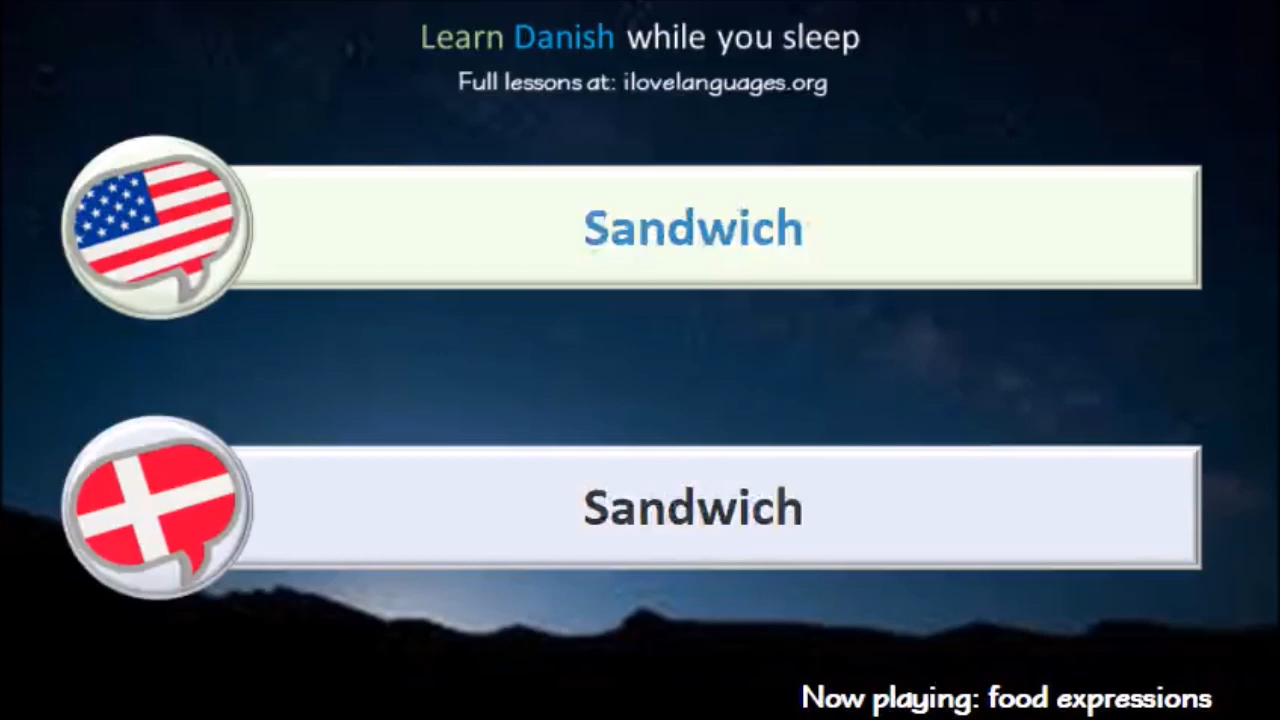 Learn Danish while you sleep
Full lessons at: ilovelanguages.org
Sandwich
Sandwich
Now playing: food expressions